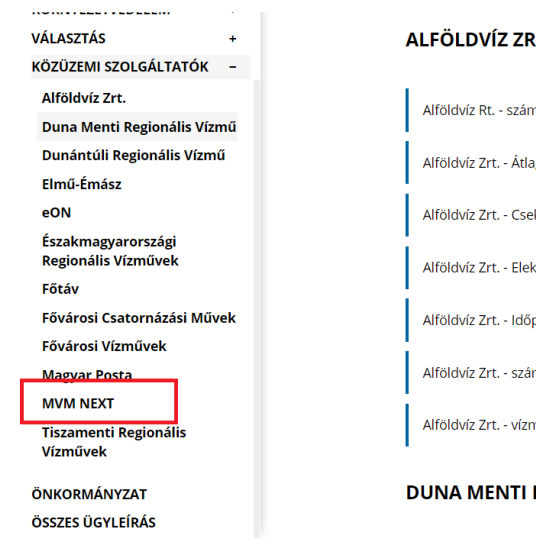 VÁLASZTÁS +
KÖZÜZEMI SZOLGÁLTATÓK −
Alföldvíz Zrt.
Duna Menti Regionális Vízmű
Dunántúli Regionális Vízmű
Elmű-Émász
eON
Északmagyarországi
Regionális Vízművek
Főtáv
Fővárosi Csatornázási Művek
Fővárosi Vízművek
Magyar Posta
MVM NEXT
Tiszamenti Regionális
Vízművek
ÖNKORMÁNYZAT
ÖSSZES ÜGYLEÍRÁS
ALFÖLDVÍZ ZR
Alföldvíz Rt. - szám
Alföldvíz Zrt. - Átla
Alföldvíz Zrt. - Csek
Alföldvíz Zrt. - Elek
Alföldvíz Zrt. - Időp
Alföldvíz Zrt. - szám
Alföldvíz Zrt. - vízm
DUNA MENTI